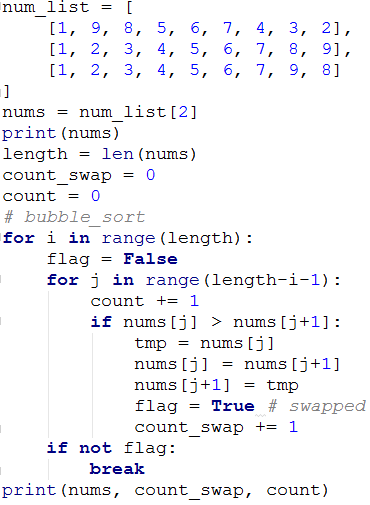 num_list = [
    [1, 9, 8, 5, 6, 7, 4, 3, 2],
    [1, 2, 3, 4, 5, 6, 7, 8, 9],
    [1, 2, 3, 4, 5, 6, 7, 9, 8]
]
nums = num_list[2]
print(nums)
length = len(nums)
count_swap = 0
count = 0
# bubble_sort
for i in range(length):
    flag = False
    for j in range(length-i-1):
        count += 1
        if nums[j] > nums[j+1]:
            tmp = nums[j]
            nums[j] = nums[j+1]
            nums[j+1] = tmp
            flag = True # swapped
            count_swap += 1
    if not flag:
        break
print(nums, count_swap, count)